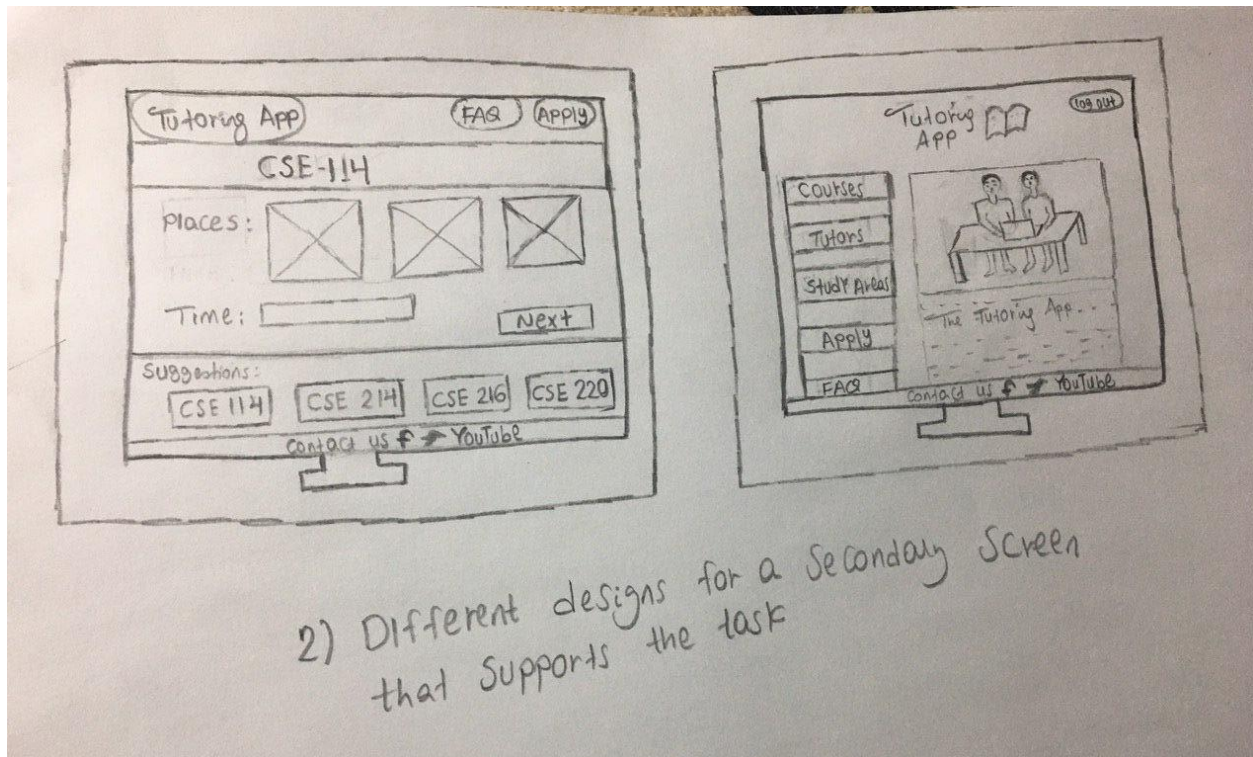 Tutoring App FAQ Apply
CSE-114
Places:
Time:
Next
Suggestions:
CSE 114 CSE 214 CSE 216 CSE 220
contact us f YouTube
Tutoring
App
log out
Courses
Tutors
Study Areas
Apply
FAQ
The Tutoring App...
contact us f YouTube
2) Different designs for a Secondary Screen
that Supports the task